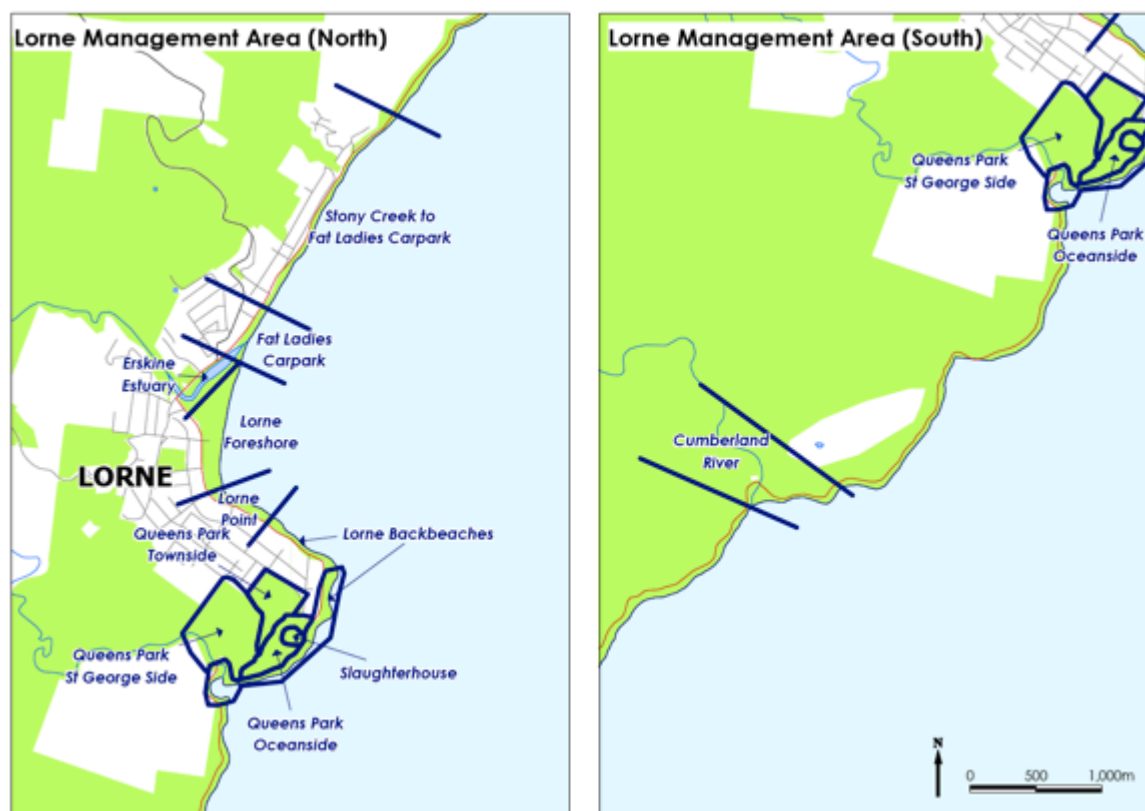 Lorne Management Area (North)
Stony Creek to
Fat Ladies Carpark
Fat Ladies
Carpark
Erskine
Estuary
Lorne
Foreshore
LORNE
Lorne
Point
Queens Park
Townside
Lorne Backbeaches
Queens Park
St George Side
Slaughterhouse
Queens Park
Oceanside
Lorne Management Area (South)
Queens Park
St George Side
Queens Park
Oceanside
Cumberland
River
N
0 500 1,000m